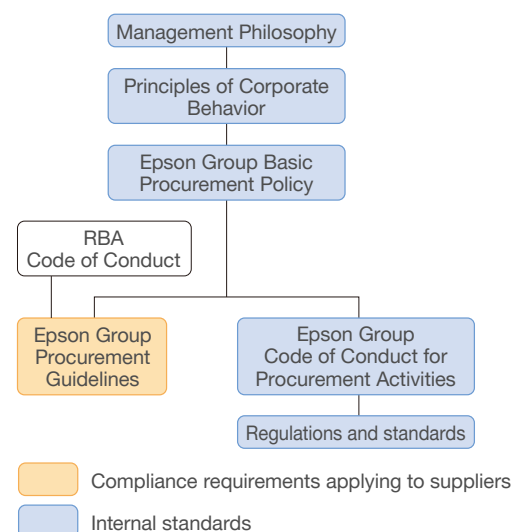 Management Philosophy
Principles of Corporate
Behavior
Epson Group Basic
Procurement Policy
RBA
Code of Conduct
Epson Group
Procurement
Guidelines
Epson Group
Code of Conduct for
Procurement Activities
Regulations and standards
Compliance requirements applying to suppliers
Internal standards